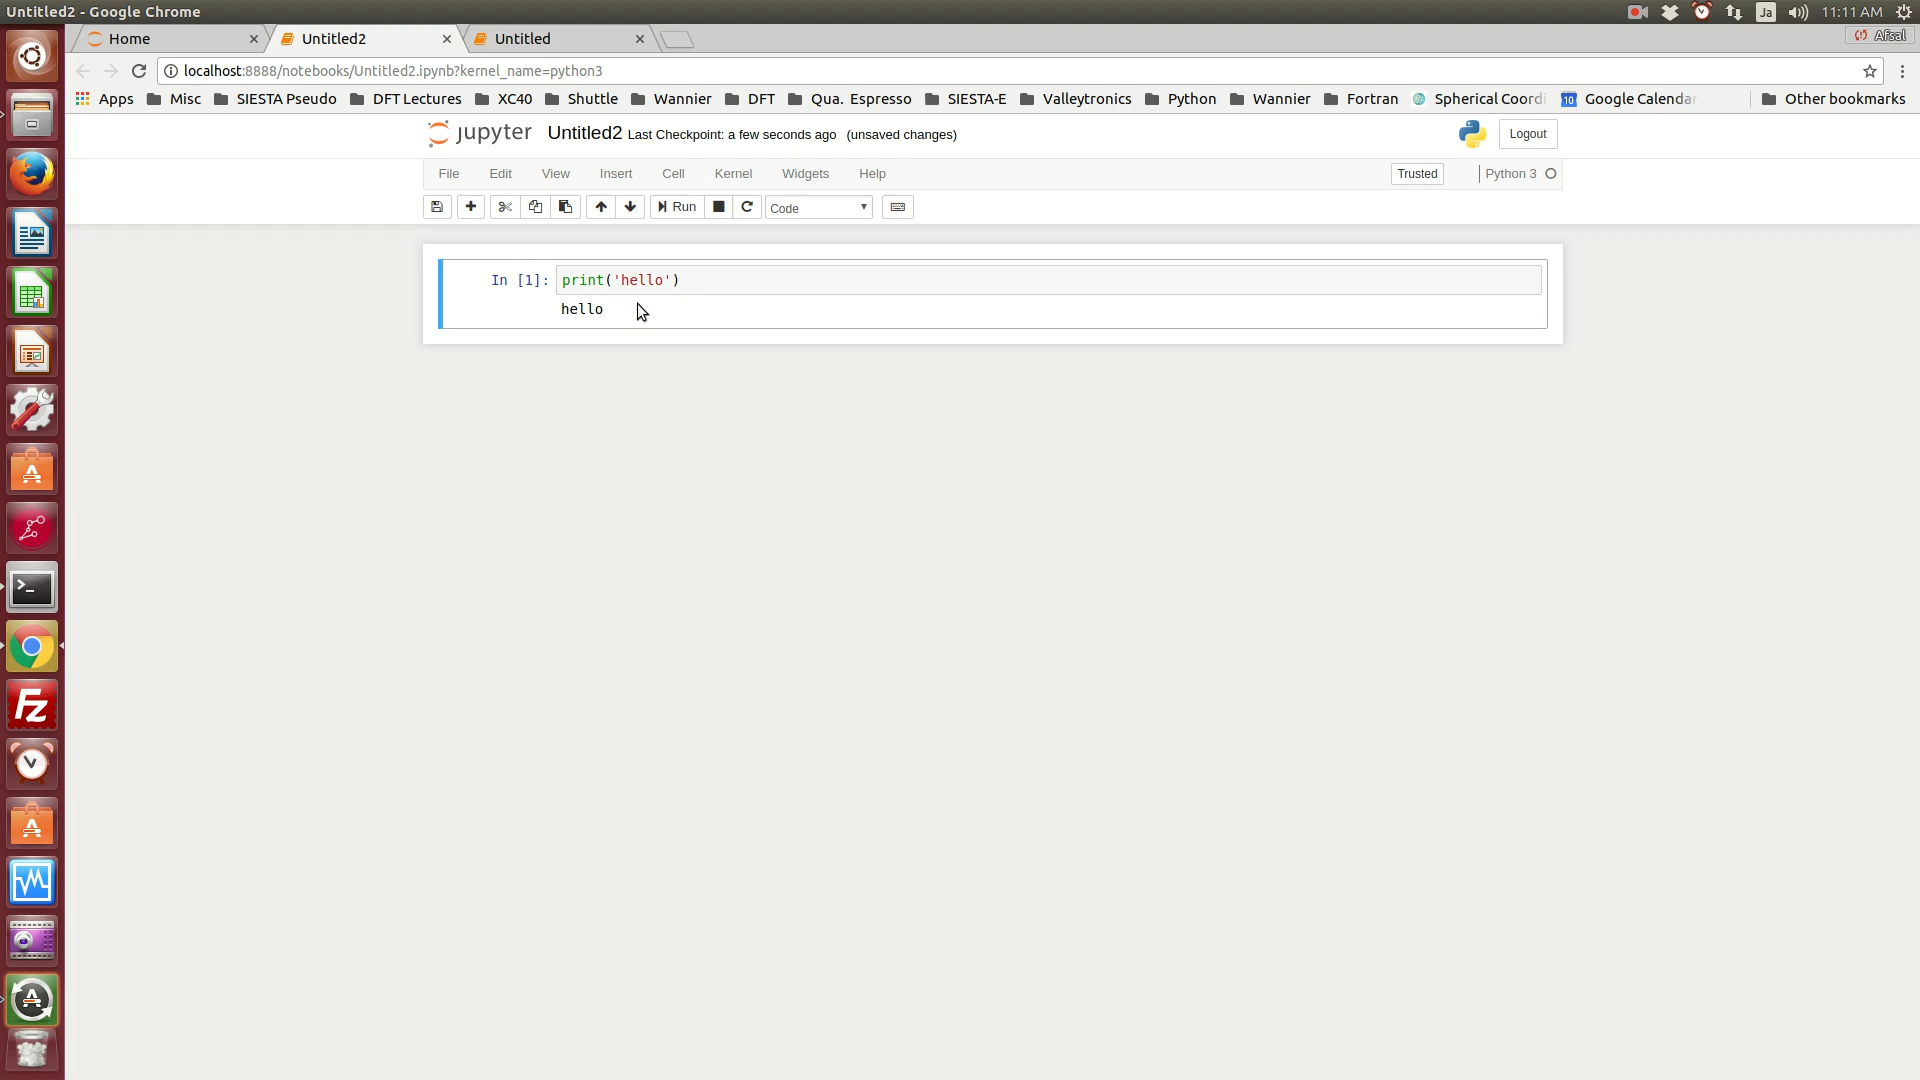 Untitled2 - Google Chrome
Ja
11:11 AM
Home
Untitled2
Untitled
Afsal
localhost:8888/notebooks/Untitled2.ipynb?kernel_name=python3
Apps Misc SIESTA Pseudo DFT Lectures XC40 Shuttle Wannier DFT Qua. Espresso SIESTA-E Valleytronics Python Wannier Fortran Spherical Coordi 10 Google Calendar Other bookmarks
jupyter Untitled2 Last Checkpoint: a few seconds ago (unsaved changes)
Logout
File Edit View Insert Cell Kernel Widgets Help
Trusted
Python 3
Run
Code
In [1]: print('hello')
hello
>_
Fz